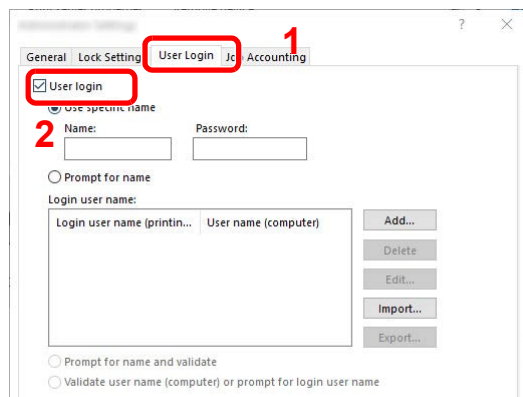 ?
1
General Lock Setting User Login Accounting
User login
Use specific name
2
Name: Password:
Prompt for name
Login user name:
Login user name (printin... User name (computer)
Add...
Delete
Edit...
Import...
Export...
Prompt for name and validate
Validate user name (computer) or prompt for login user name